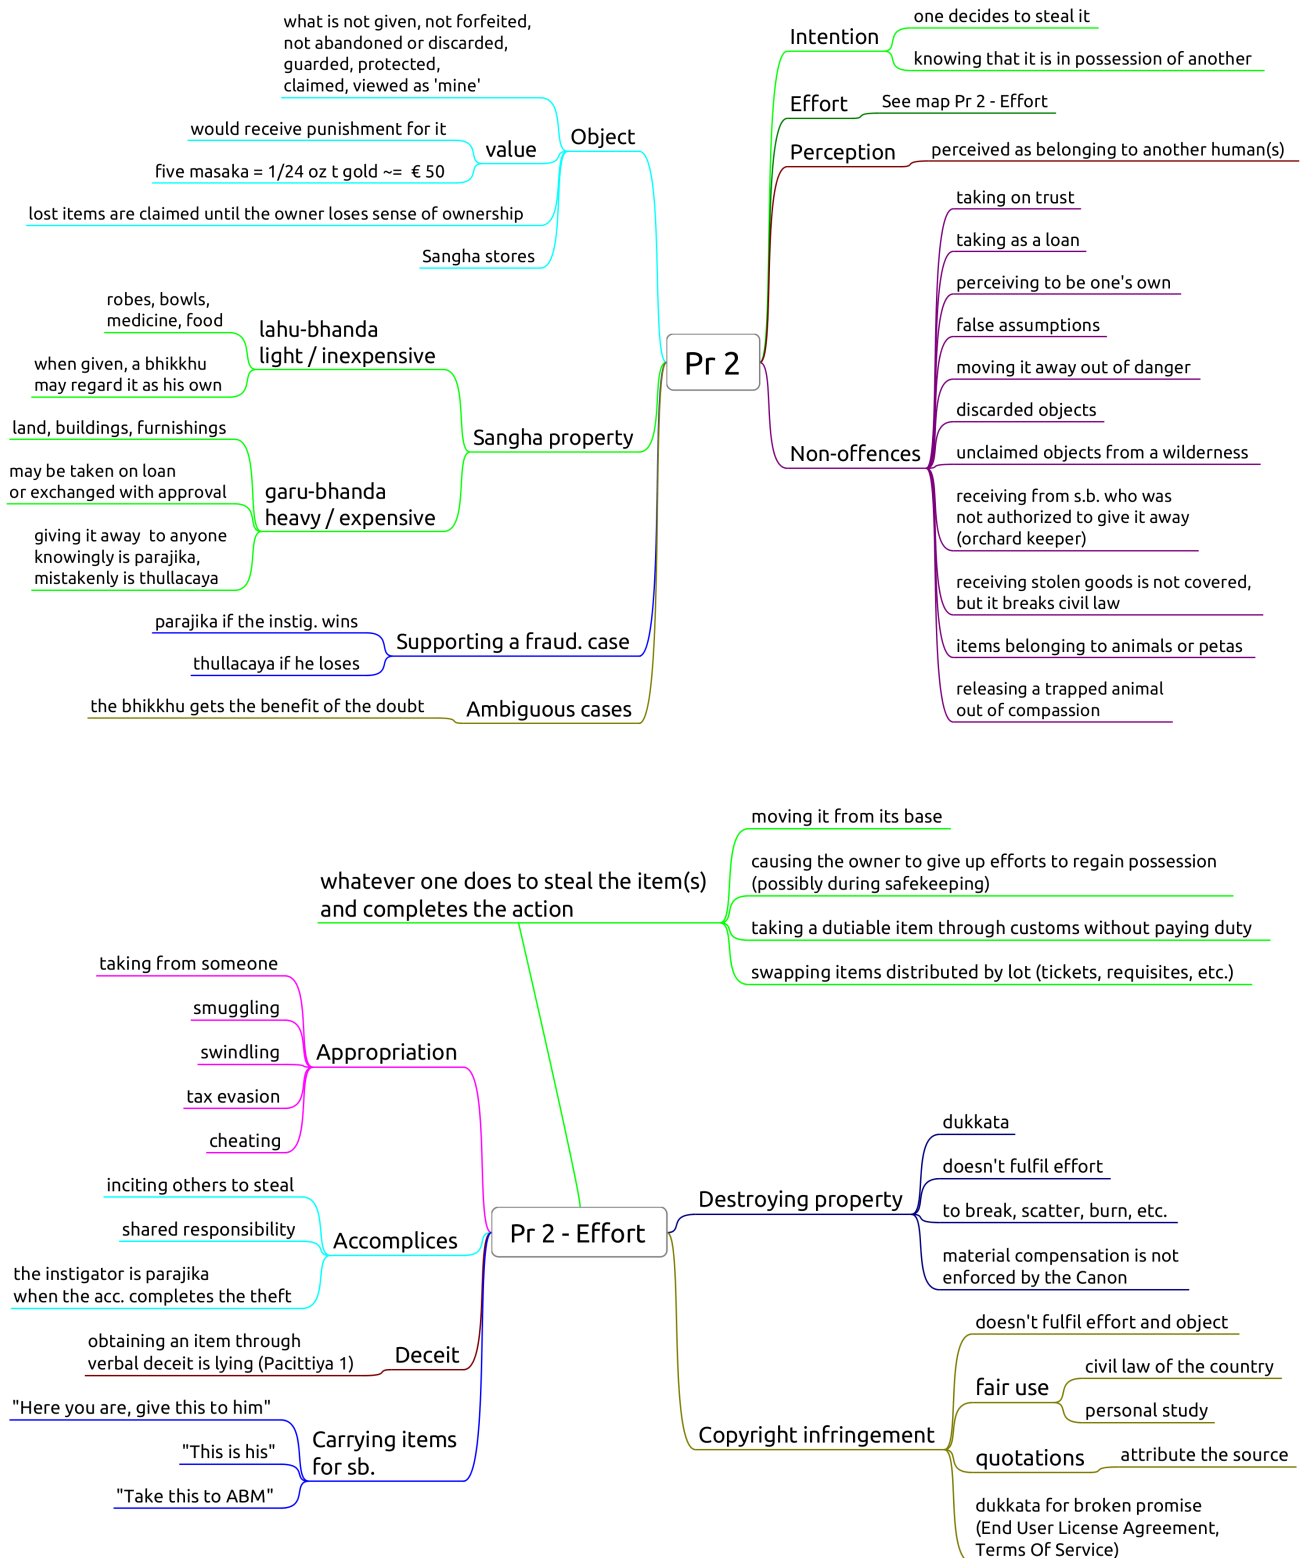 Pr 2
Object
what is not given, not forfeited,
not abandoned or discarded,
guarded, protected,
claimed, viewed as 'mine'
value
would receive punishment for it
five masaka = 1/24 oz t gold ~=  € 50
lost items are claimed until the owner loses sense of ownership
Sangha stores
Sangha property
lahu-bhanda
light / inexpensive
robes, bowls,
medicine, food
when given, a bhikkhu
may regard it as his own
garu-bhanda
heavy / expensive
land, buildings, furnishings
may be taken on loan
or exchanged with approval
giving it away  to anyone
knowingly is parajika,
mistakenly is thullacaya
Supporting a fraud. case
parajika if the instig. wins
thullacaya if he loses
Ambiguous cases
the bhikkhu gets the benefit of the doubt
Intention
one decides to steal it
knowing that it is in possession of another
Effort
See map Pr 2 - Effort
Perception
perceived as belonging to another human(s)
Non-offences
taking on trust
taking as a loan
perceiving to be one's own
false assumptions
moving it away out of danger
discarded objects
unclaimed objects from a wilderness
receiving from s.b. who was
not authorized to give it away
(orchard keeper)
receiving stolen goods is not covered,
but it breaks civil law
items belonging to animals or petas
releasing a trapped animal
out of compassion
Pr 2 - Effort
whatever one does to steal the item(s)
and completes the action
moving it from its base
causing the owner to give up efforts to regain possession
(possibly during safekeeping)
taking a dutiable item through customs without paying duty
swapping items distributed by lot (tickets, requisites, etc.)
Appropriation
taking from someone
smuggling
swindling
tax evasion
cheating
Accomplices
inciting others to steal
shared responsibility
the instigator is parajika
when the acc. completes the theft
Deceit
obtaining an item through
verbal deceit is lying (Pacittiya 1)
Carrying items
for sb.
"Here you are, give this to him"
"This is his"
"Take this to ABM"
Destroying property
dukkata
doesn't fulfil effort
to break, scatter, burn, etc.
material compensation is not
enforced by the Canon
Copyright infringement
doesn't fulfil effort and object
fair use
civil law of the country
personal study
quotations
attribute the source
dukkata for broken promise
(End User License Agreement,
Terms Of Service)